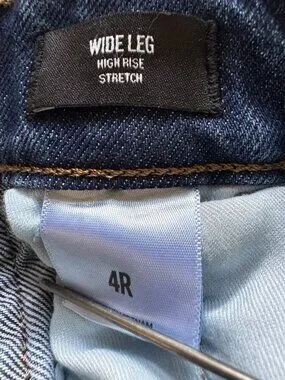 WIDE LEG
HIGH RISE
STRETCH
4R